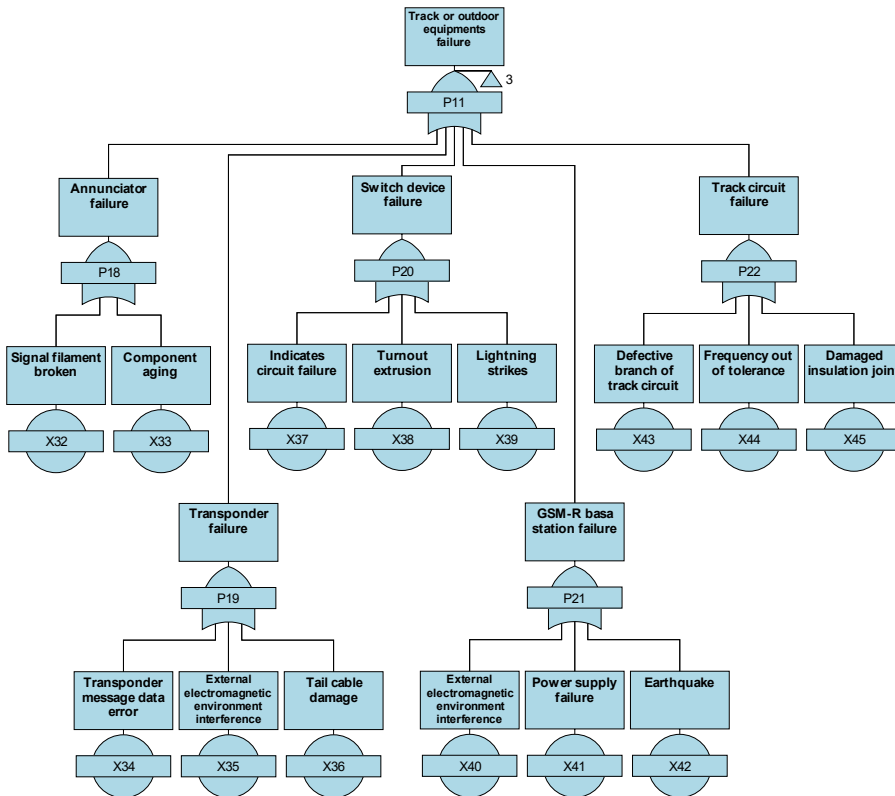 Track or outdoor
equipments
failure
3
P11
Annunciator
failure
Switch device
failure
Track circuit
failure
P18
P20
P22
Signal filament
broken
Component
aging
Indicates
circuit failure
Turnout
extrusion
Lightning
strikes
Defective
branch of
track circuit
Frequency out
of tolerance
Damaged
insulation join
X32
X33
X37
X38
X39
X43
X44
X45
Transponder
failure
GSM-R basa
station failure
P19
P21
Transponder
message data
error
External
electromagnetic
environment
interference
Tail cable
damage
External
electromagnetic
environment
interference
Power supply
failure
Earthquake
X34
X35
X36
X40
X41
X42